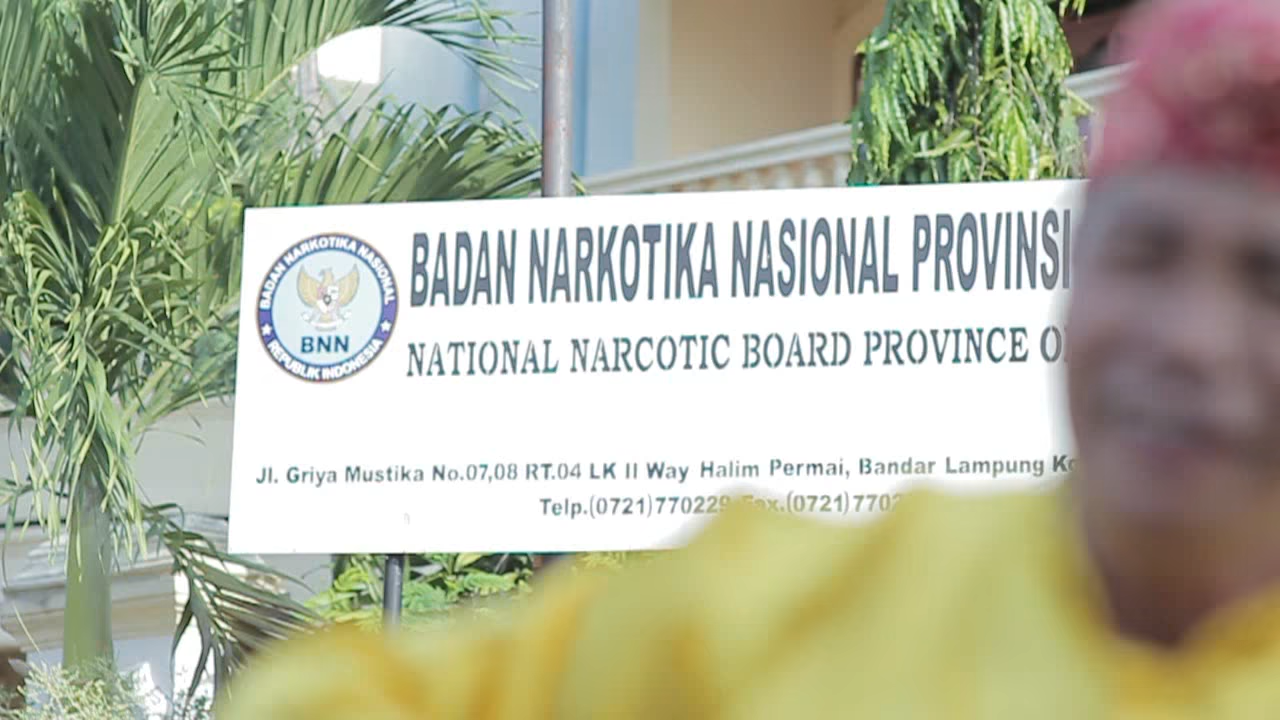 BADAN NARKOTIKA NASIONAL
BNN
REPUBLIK INDONESIA
BADAN NARKOTIKA NASIONAL PROVINSI
NATIONAL NARCOTIC BOARD PROVINCE
Jl. Griya Mustika No.07,08 RT.04 LK II Way Halim Permai, Bandar Lampung
Telp.(0721)770229 Fax.(0721)